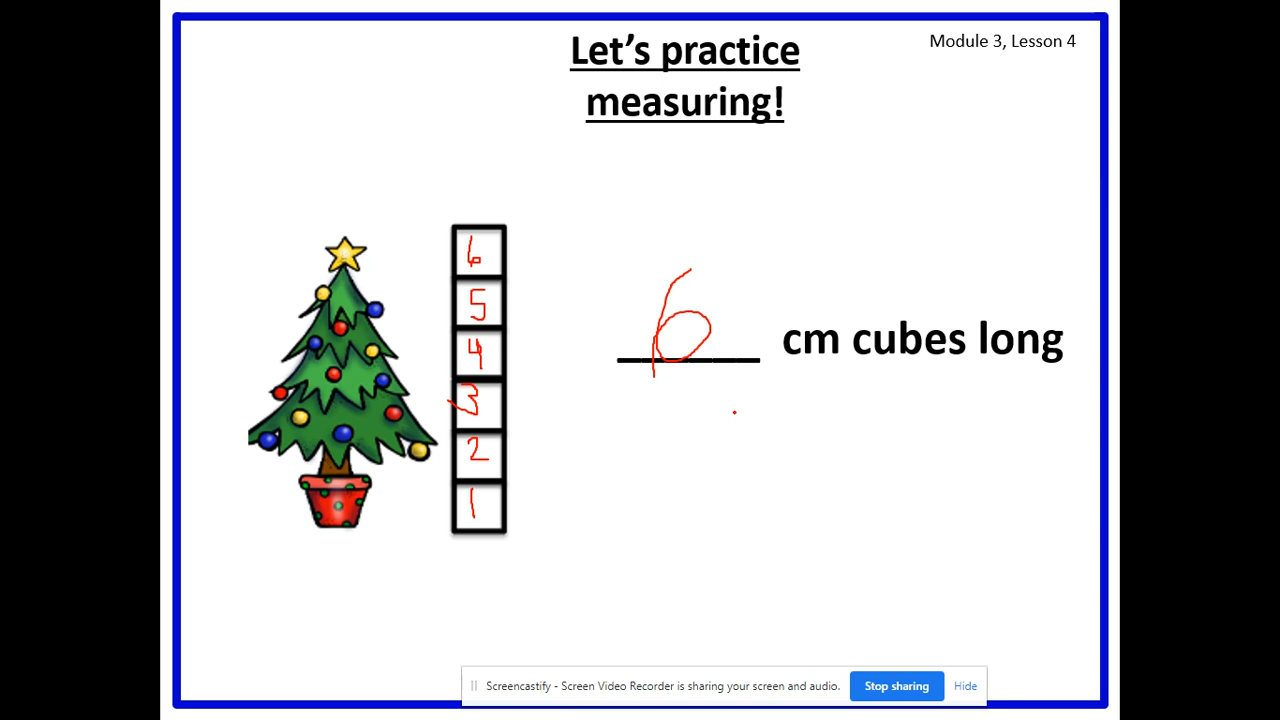 Module 3, Lesson 4
Let's practice
measuring!
6
5
4
3
2
1
6 cm cubes long
Screencastify - Screen Video Recorder is sharing your screen and audio. Stop sharing Hide